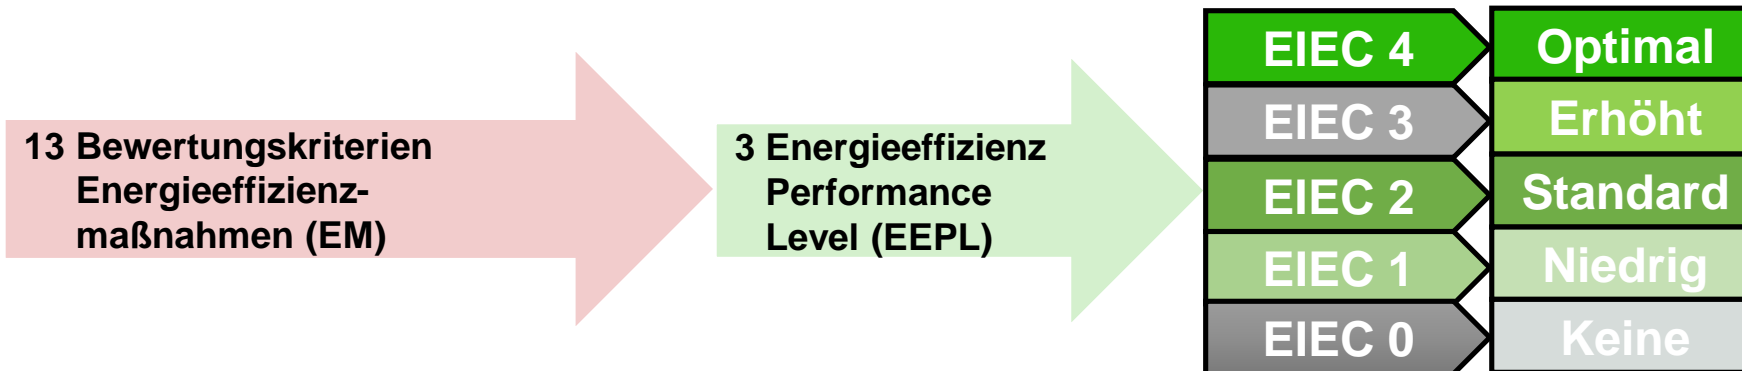 13 Bewertungskriterien
Energieeffizienz-
maßnahmen (EM)
3 Energieeffizienz
Performance
Level (EEPL)
EIEC 4 Optimal
EIEC 3 Erhöht
EIEC 2 Standard
EIEC 1 Niedrig
EIEC 0 Keine